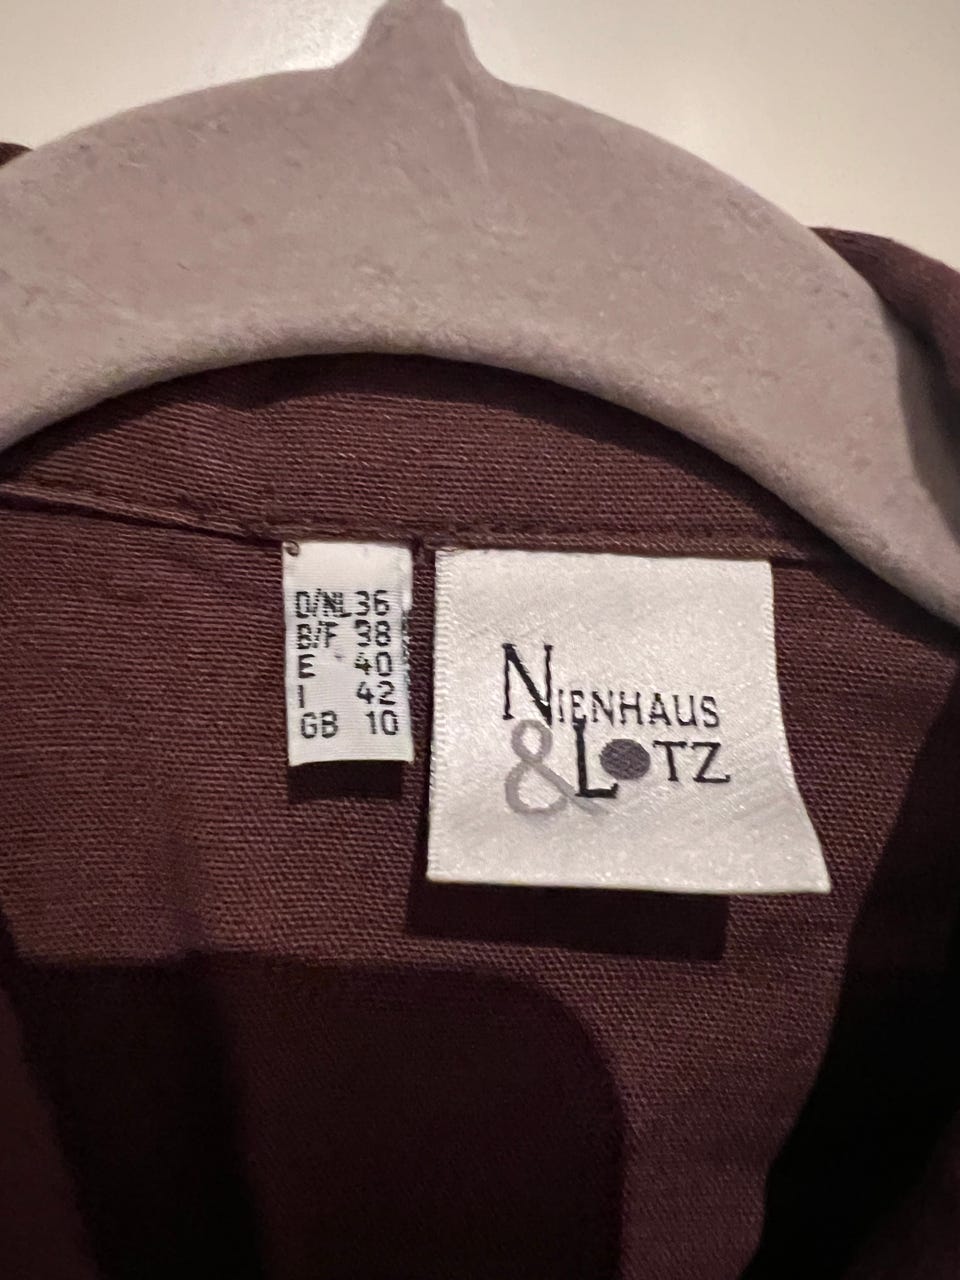 D/NL 36
B/F 38
E 40
I 42
GB 10
NIENHAUS
& LOTZ